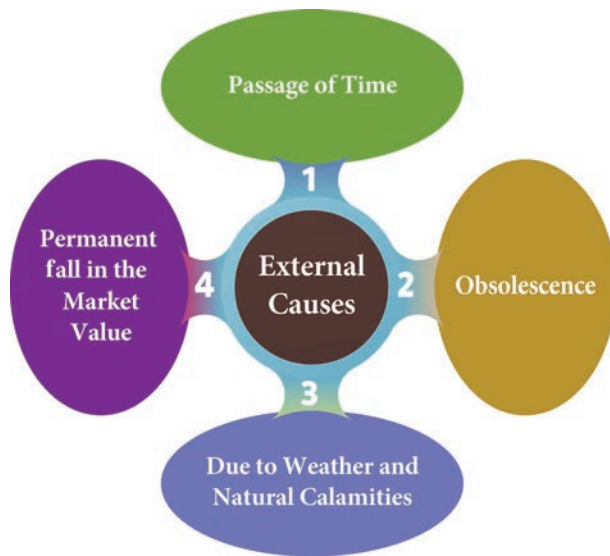 Passage of Time
1
External
Causes
2
Obsolescence
3
Due to Weather and
Natural Calamities
4
Permanent
fall in the
Market
Value